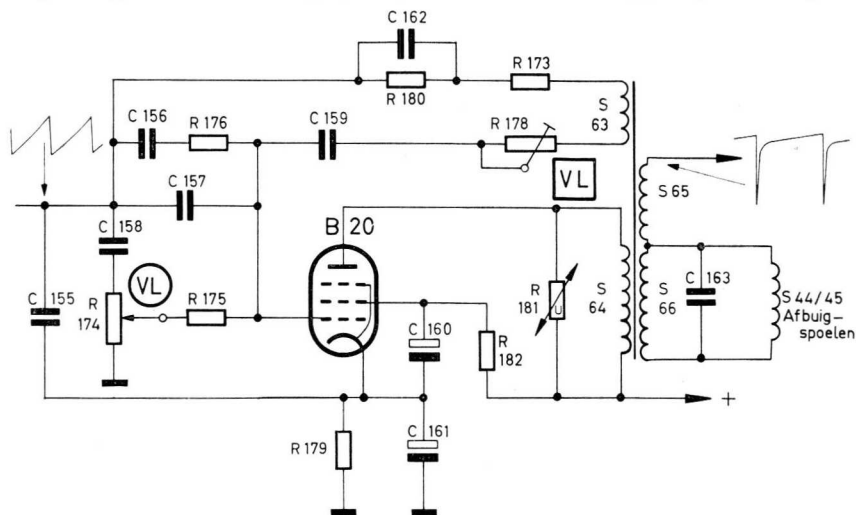 C 162
R 173
R 180
S
63
C 156
R 176
C 159
R 178
VL
C 157
S 65
B 20
C 158
VL
C 155
R
174
R 175
C 160
R
181
U
S
64
S
66
C 163
S 44/45
Afbuig-
spoelen
R
182
+
R 179
C 161